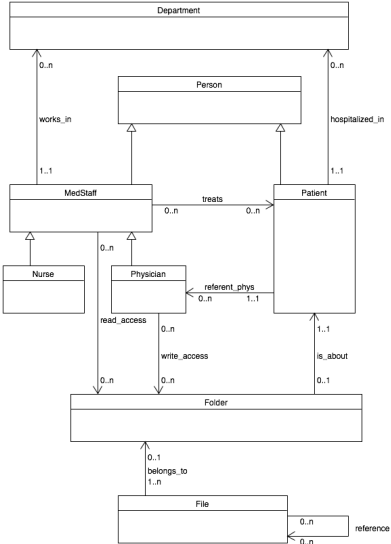 Department
0..n
0..n
Person
works_in
hospitalized_in
1..1
1..1
MedStaff
treats
Patient
0..n
0..n
0..n
Nurse
Physician
referent_phys
0..n
1..1
read_access
0..n
1..1
write_access
is_about
0..n
0..n
0..1
Folder
0..1
belongs_to
1..n
File
0..n
reference
0..n